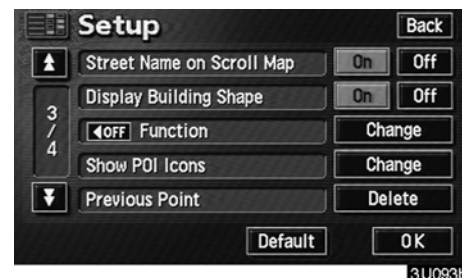 Setup Back
Street Name on Scroll Map On Off
Display Building Shape On Off
3
/
4
◀OFF Function Change
Show POI Icons Change
Previous Point Delete
Default OK